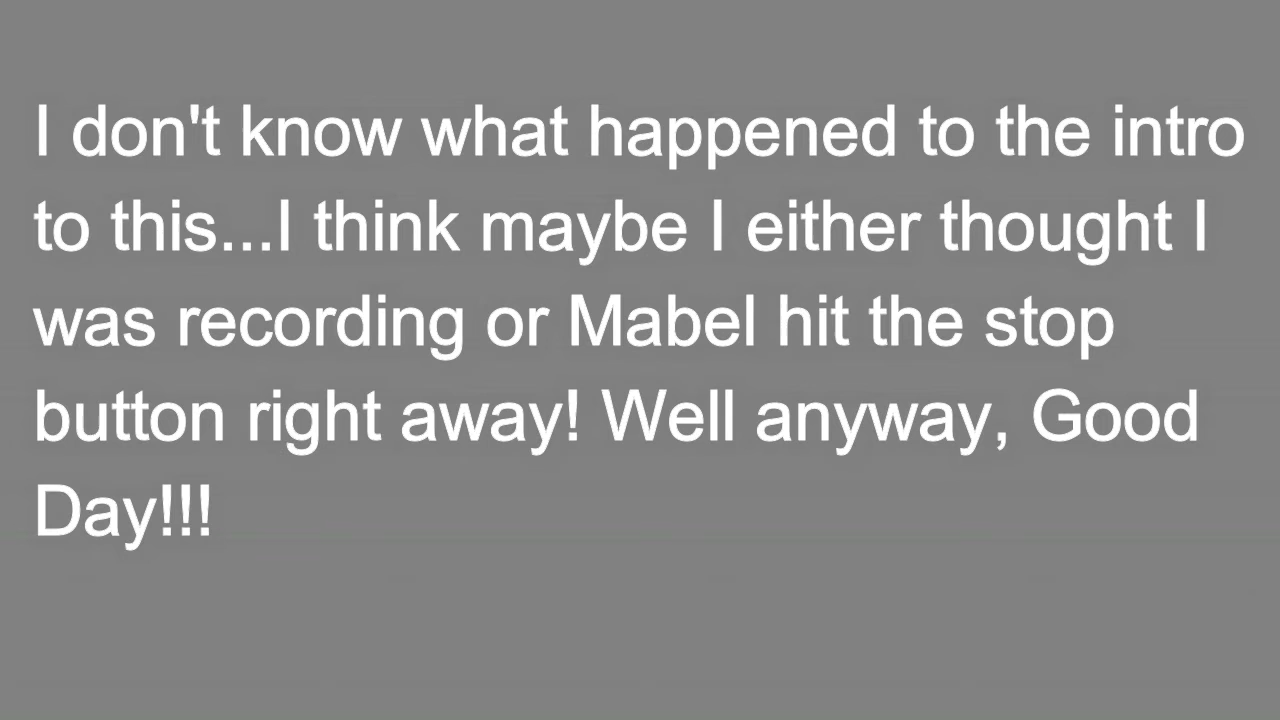 I don't know what happened to the intro
to this...I think maybe I either thought I
was recording or Mabel hit the stop
button right away! Well anyway, Good
Day!!!